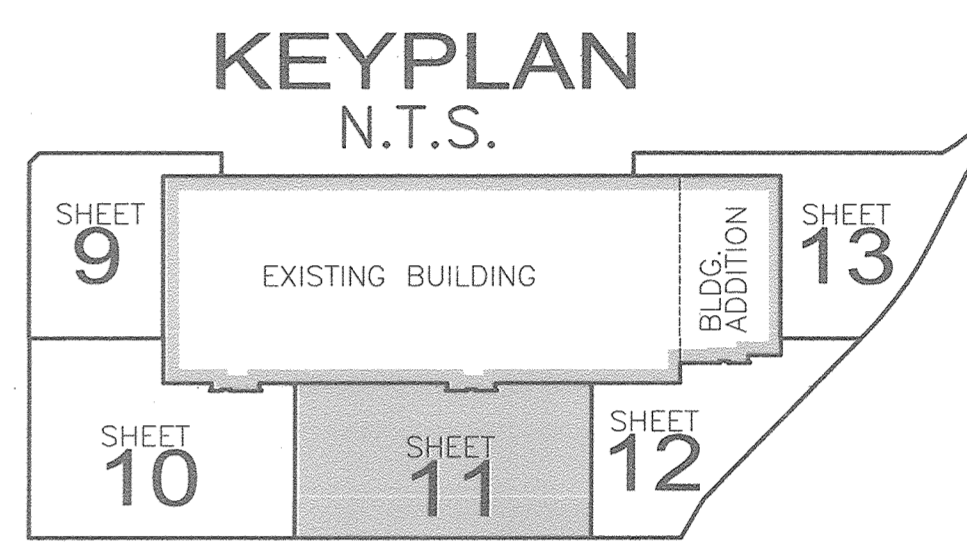 KEYPLAN
N.T.S.
SHEET
9
EXISTING BUILDING
BLDG.
ADDITION
SHEET
13
SHEET
10
SHEET
11
SHEET
12